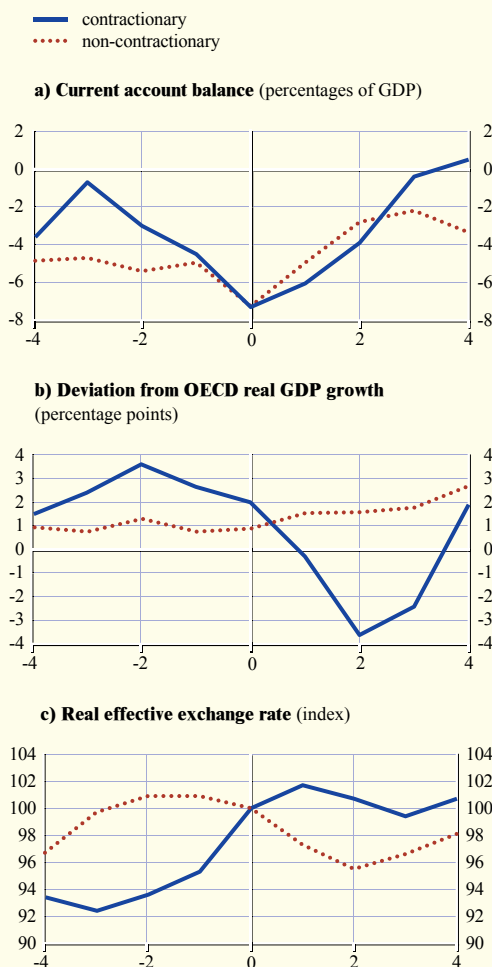 contractionary
non-contractionary
a) Current account balance (percentages of GDP)
2 2
0 0
-2 -2
-4 -4
-6 -6
-8 -8
-4 -2 0 2 4
b) Deviation from OECD real GDP growth
(percentage points)
4 4
3 3
2 2
1 1
0 0
-1 -1
-2 -2
-3 -3
-4 -4
-4 -2 0 2 4
c) Real effective exchange rate (index)
104 104
102 102
100 100
98 98
96 96
94 94
92 92
90 90
-4 -2 0 2 4